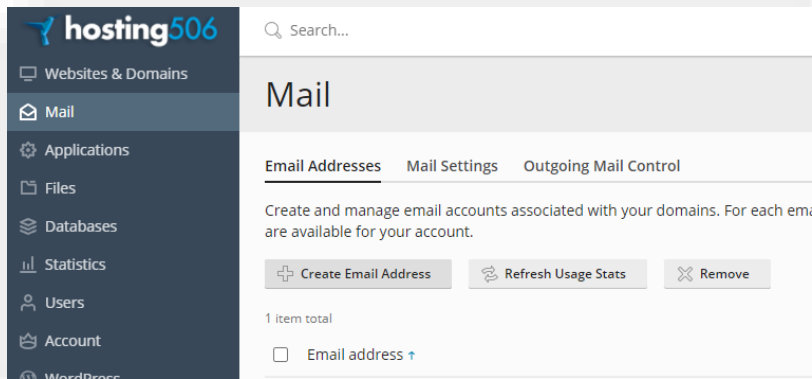 hosting506
Search...
Websites & Domains
Mail
Applications
Files
Databases
Statistics
Users
Account
WordPress
Mail
Email Addresses Mail Settings Outgoing Mail Control
Create and manage email accounts associated with your domains. For each
are available for your account.
Create Email Address Refresh Usage Stats Remove
1 item total
Email address ↑